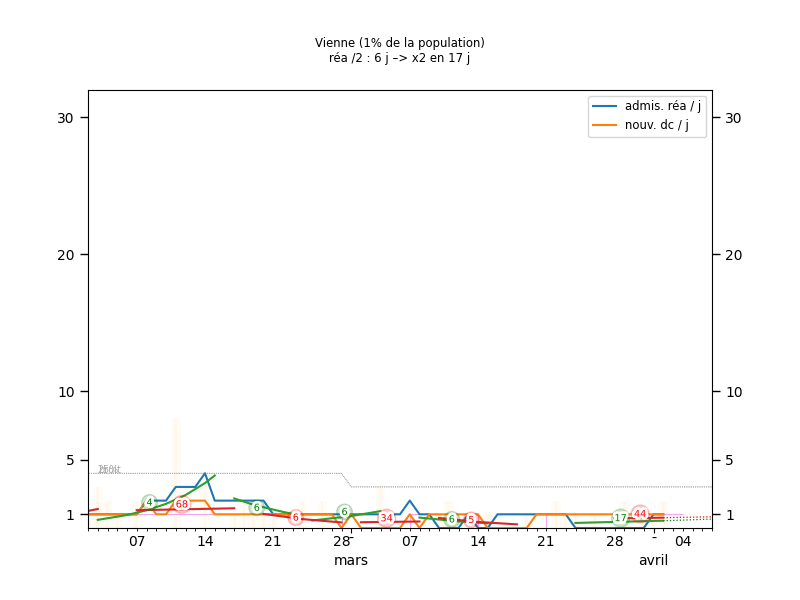 Vienne (1% de la population)
réa /2 : 6 j –> x2 en 17 j
admis. réa / j
nouv. dc / j
30 30
20 20
10 10
5 5
1 1
4 68 6 6 6 34 6 5 17 44
07 14 21 28 - 07 14 21 28 - 04
mars avril